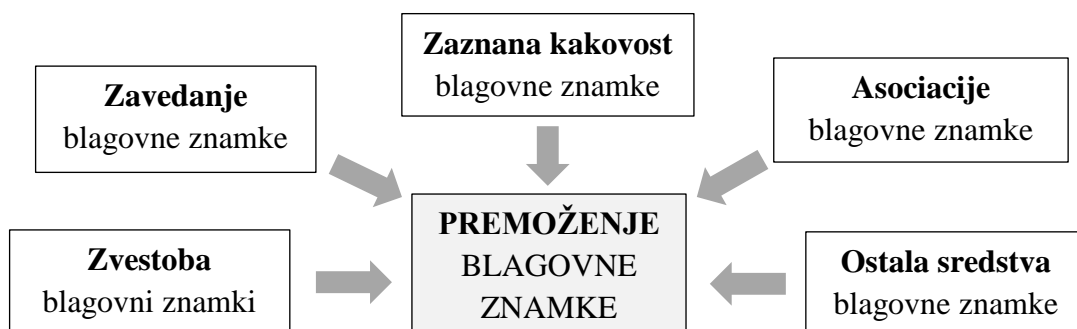 Zaznana kakovost
blagovne znamke
Zavedanje
blagovne znamke
Asociacije
blagovne znamke
PREMOŽENJE
BLAGOVNE
ZNAMKE
Zvestoba
blagovni znamki
Ostala sredstva
blagovne znamke